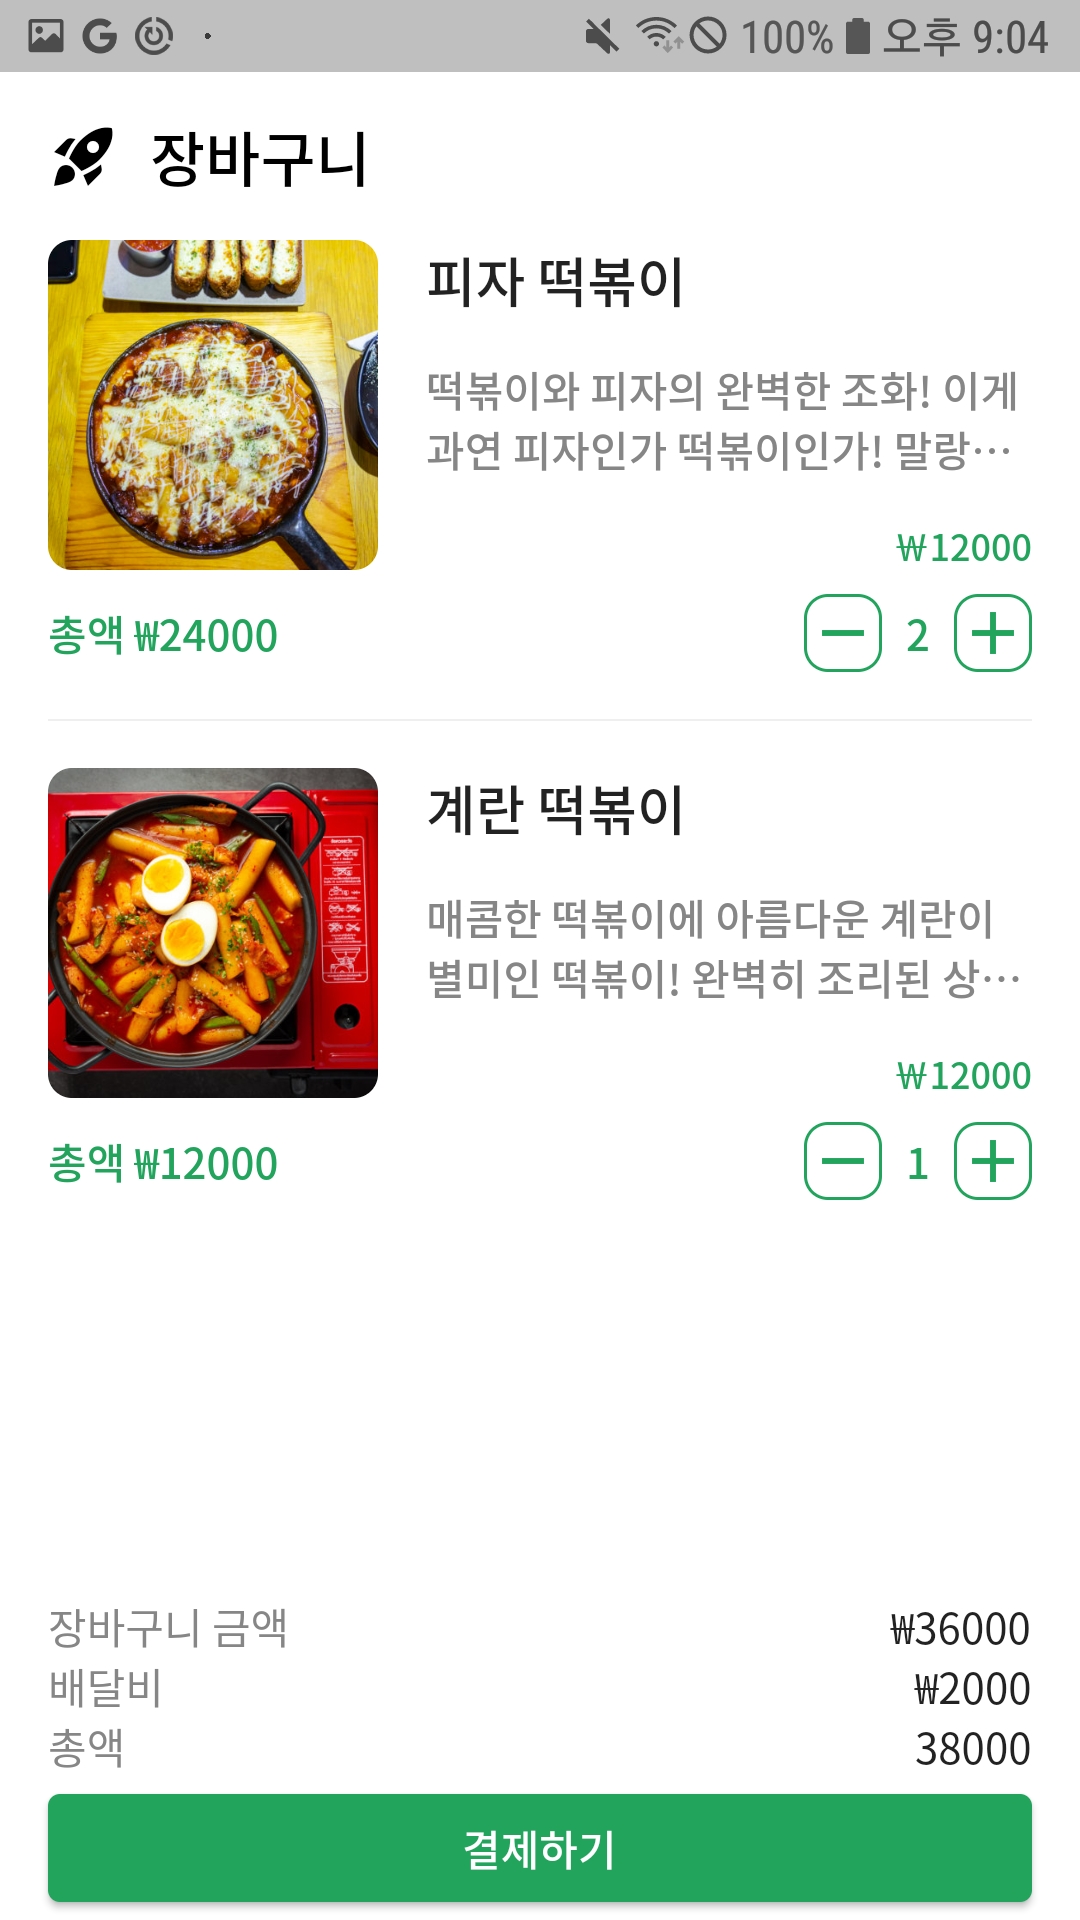 100% 오후 9:04
장바구니
피자 떡볶이
떡볶이와 피자의 완벽한 조화! 이게
과연 피자인가 떡볶이인가! 말랑…
₩12000
총액 ₩24000
2
계란 떡볶이
매콤한 떡볶이에 아름다운 계란이
별미인 떡볶이! 완벽히 조리된 상…
₩12000
총액 ₩12000
1
장바구니 금액 ₩36000
배달비 ₩2000
총액 38000
결제하기